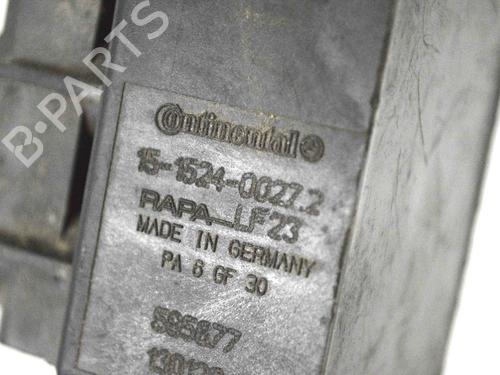 B-PARTS
Continental
15-1524-0027.2
RAPA_LF23
MADE IN GERMANY
PA 6 GF 30
595877